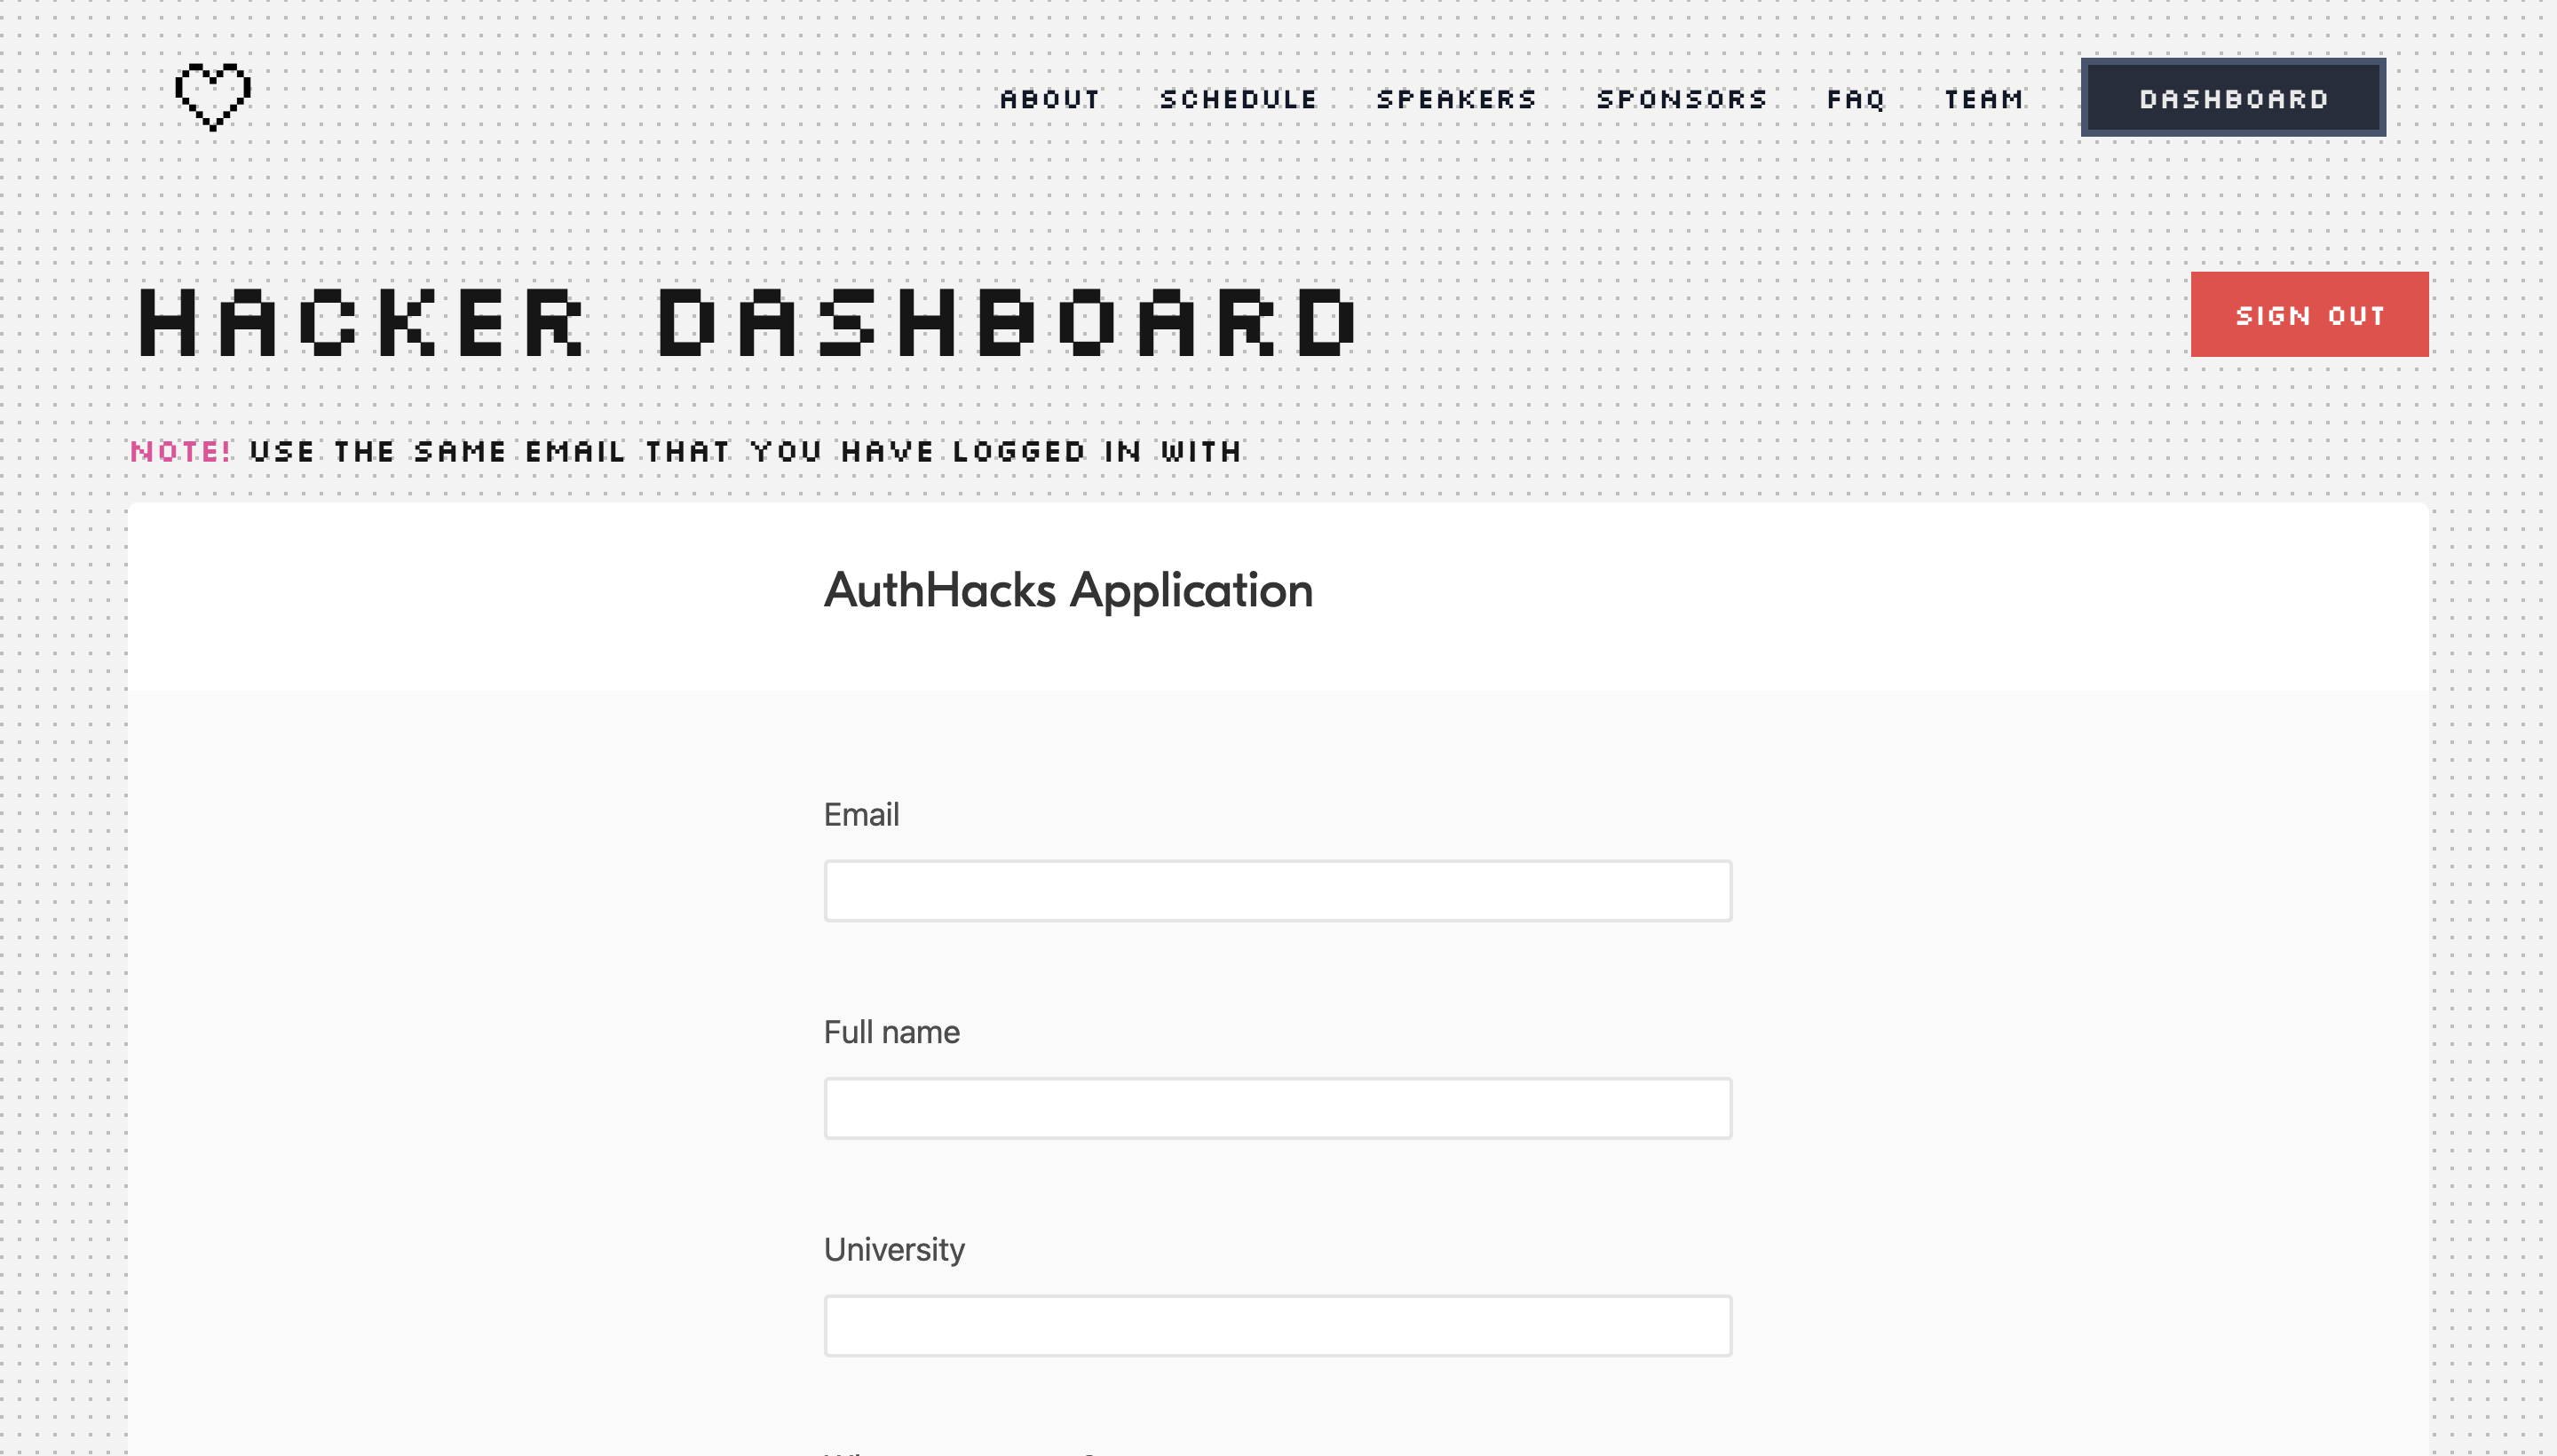 ABOUT SCHEDULE SPEAKERS SPONSORS FAQ TEAM DASHBOARD
HACKER DASHBOARD
SIGN OUT
NOTE! USE THE SAME EMAIL THAT YOU HAVE LOGGED IN WITH
AuthHacks Application
Email
Full name
University